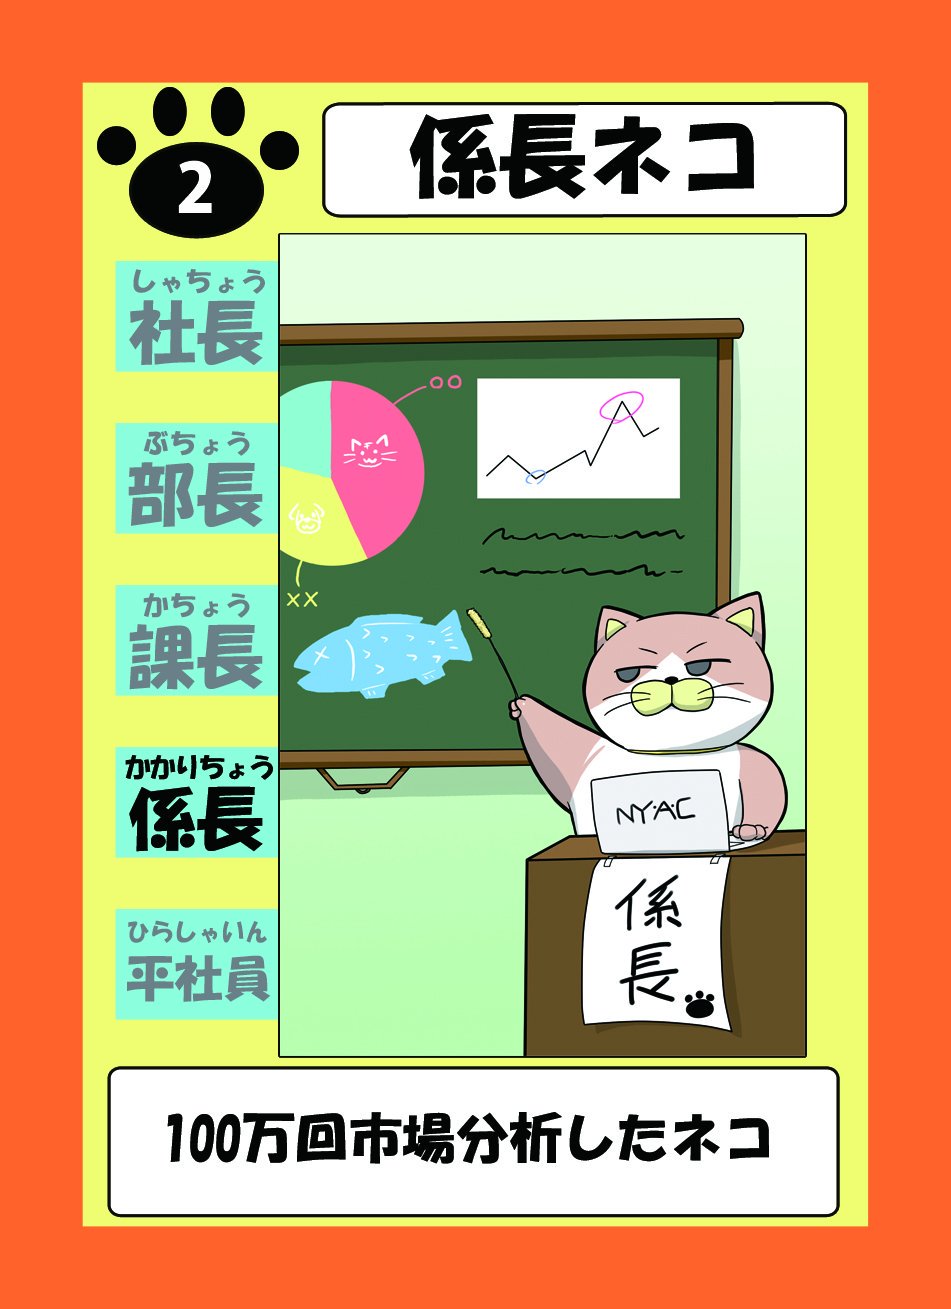 2
係長ネコ
しゃちょう
社長
ぶちょう
部長
かちょう
課長
かかりちょう
係長
ひらしゃいん
平社員
○○
××
NY·A·C
係長
100万回市場分析したネコ